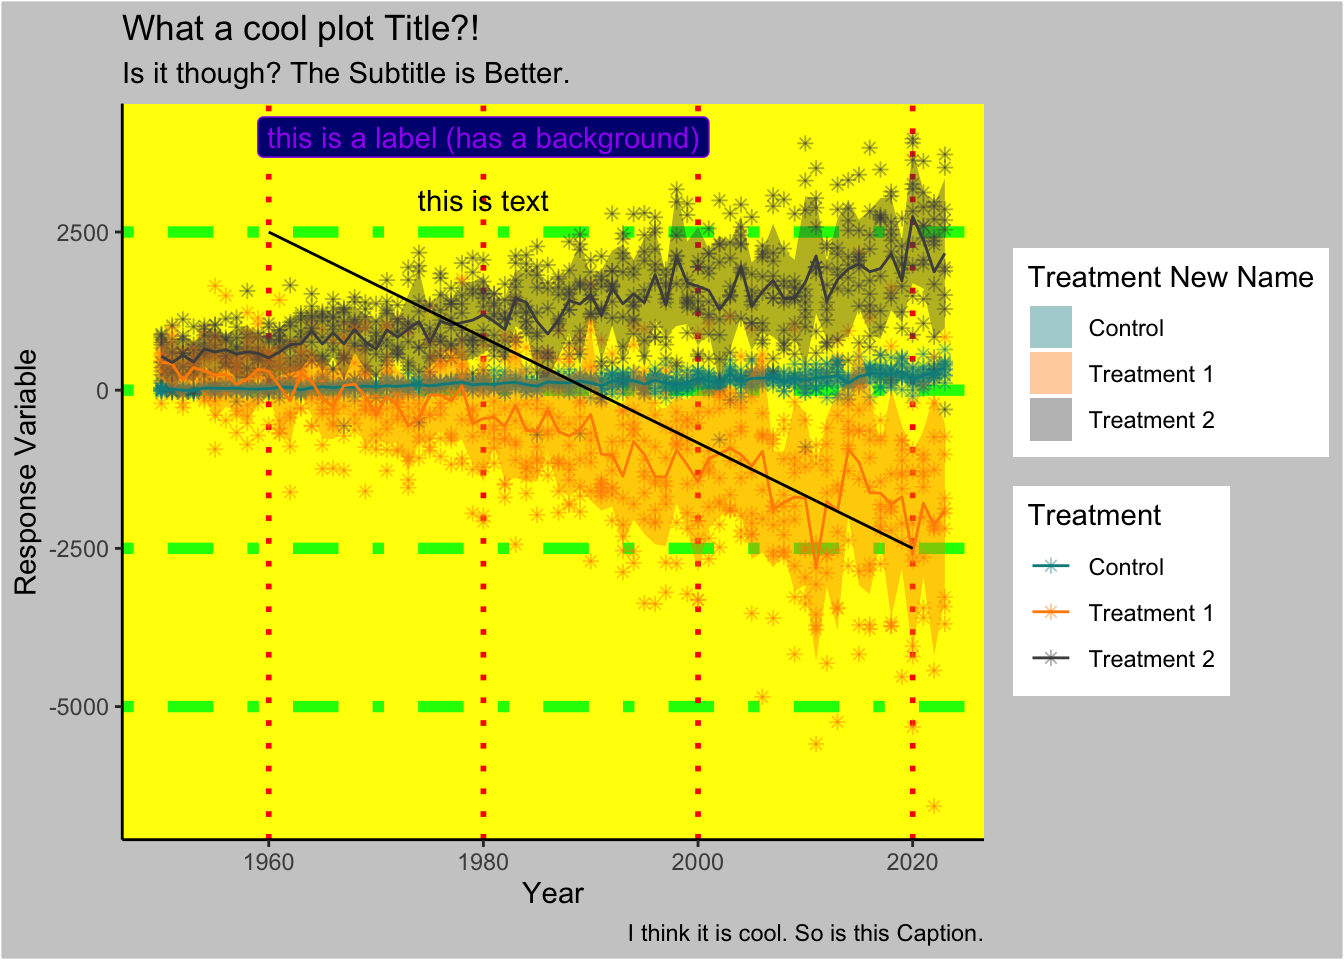 What a cool plot Title?!
Is it though? The Subtitle is Better.
this is a label (has a background)
this is text
2500
0
-2500
-5000
Response Variable
1960
1980
2000
2020
Year
I think it is cool. So is this Caption.
Treatment New Name
Control
Treatment 1
Treatment 2
Treatment
Control
Treatment 1
Treatment 2